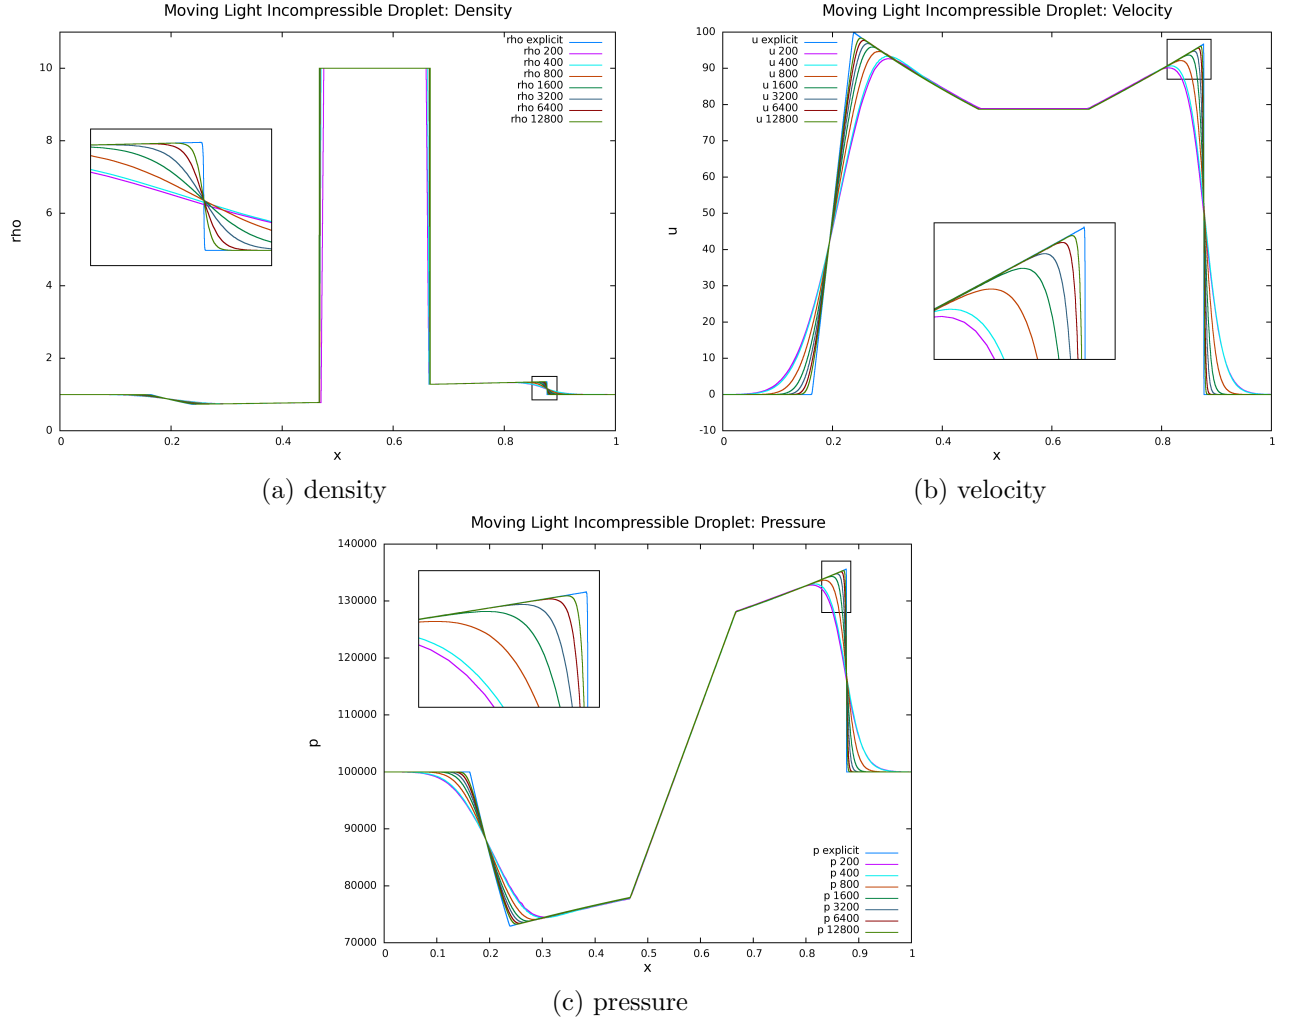 Moving Light Incompressible Droplet: Density
rho explicit
rho 200
rho 400
rho 800
rho 1600
rho 3200
rho 6400
rho 12800
10
8
6
4
2
0
rho
0 0.2 0.4 0.6 0.8 1
x
(a) density
Moving Light Incompressible Droplet: Velocity
u explicit
u 200
u 400
u 800
u 1600
u 3200
u 6400
u 12800
100
90
80
70
60
50
40
30
20
10
0
-10
u
0 0.2 0.4 0.6 0.8 1
x
(b) velocity
Moving Light Incompressible Droplet: Pressure
140000
130000
120000
110000
100000
90000
80000
70000
p
p explicit
p 200
p 400
p 800
p 1600
p 3200
p 6400
p 12800
0 0.1 0.2 0.3 0.4 0.5 0.6 0.7 0.8 0.9 1
x
(c) pressure